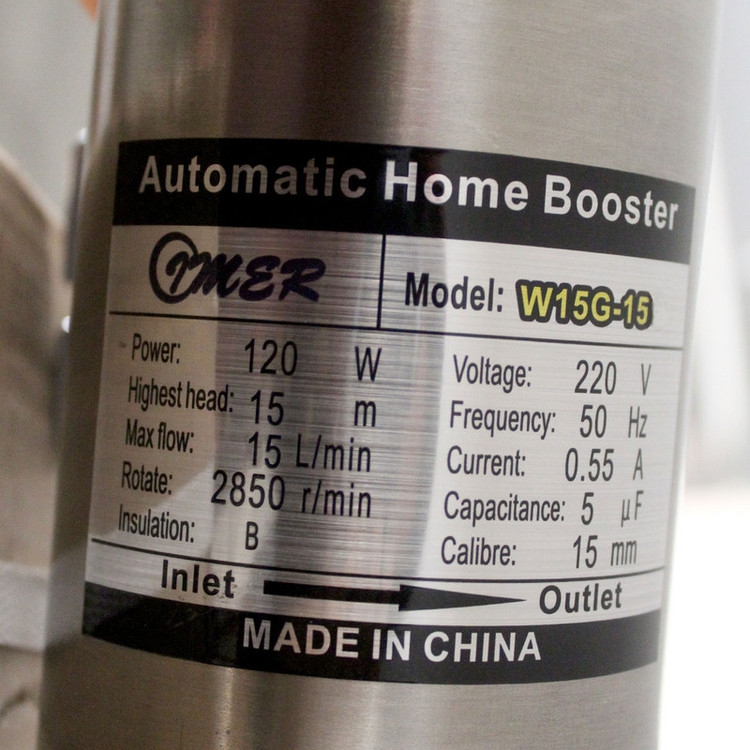 Automatic Home Booster
IMER
Model: W15G-15
Power: 120 W
Highest head: 15 m
Max flow: 15 L/min
Rotate: 2850 r/min
Insulation: B
Voltage: 220 V
Frequency: 50 Hz
Current: 0.55 A
Capacitance: 5 μF
Calibre: 15 mm
Inlet Outlet
MADE IN CHINA